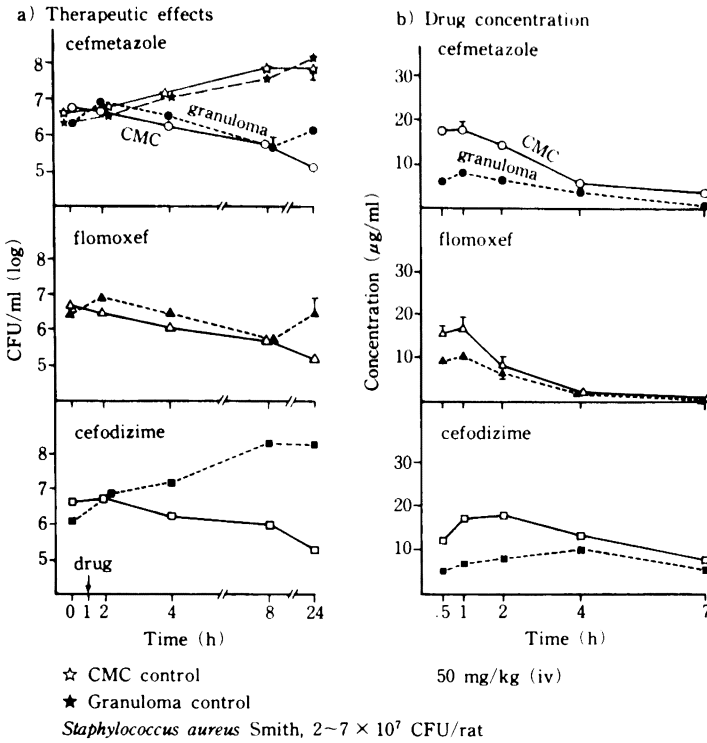 a) Therapeutic effects
cefmetazole
8
7
6
5
granuloma
CMC
flomoxef
8
7
6
5
CFU/ml (log)
cefodizime
8
7
6
5
drug
0 1 2 4 8 24
Time (h)
b) Drug concentration
cefmetazole
30
20
10
CMC
granuloma
flomoxef
30
20
10
Concentration (μg/ml)
cefodizime
30
20
10
.5 1 2 4 7
Time (h)
☆ CMC control
★ Granuloma control
50 mg/kg (iv)
Staphylococcus aureus Smith, 2~7 × 10⁷ CFU/rat